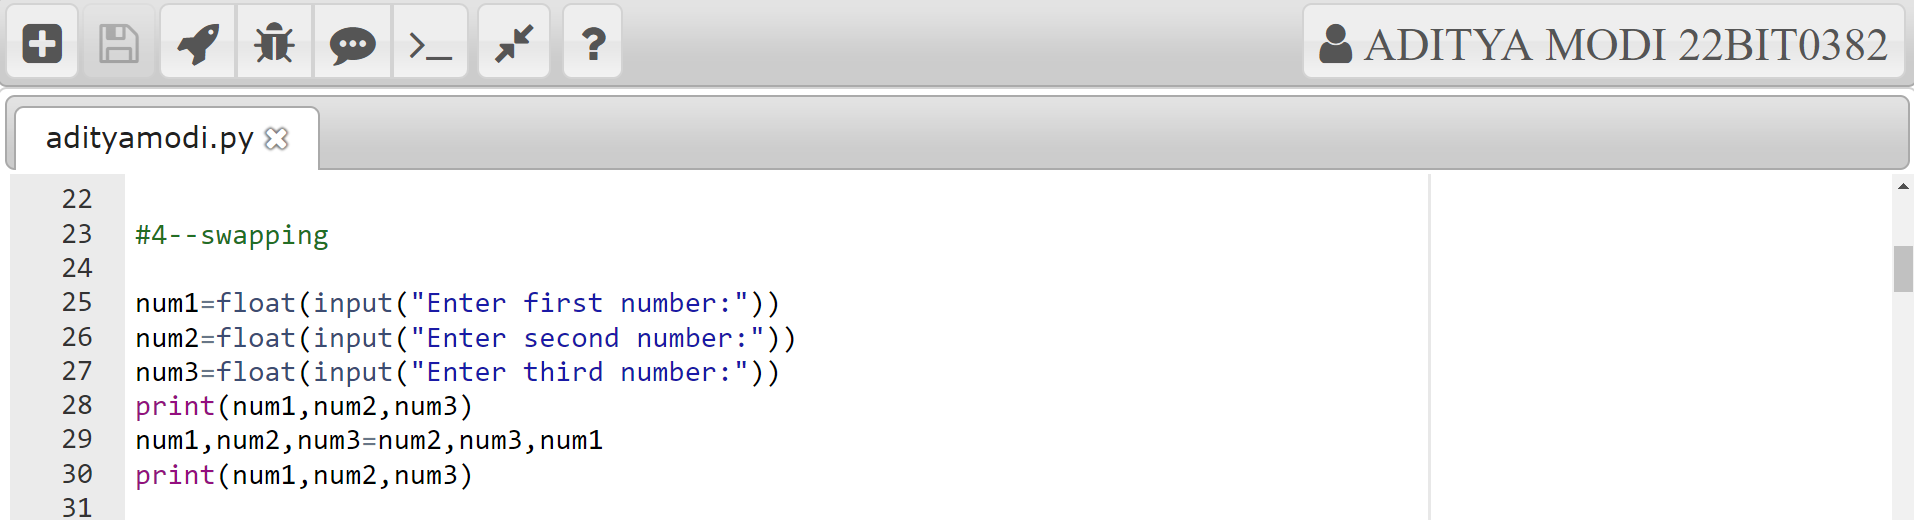 ADITYA MODI 22BIT0382
adityamodi.py
22
23 #4--swapping
24
25 num1=float(input("Enter first number:"))
26 num2=float(input("Enter second number:"))
27 num3=float(input("Enter third number:"))
28 print(num1,num2,num3)
29 num1,num2,num3=num2,num3,num1
30 print(num1,num2,num3)
31